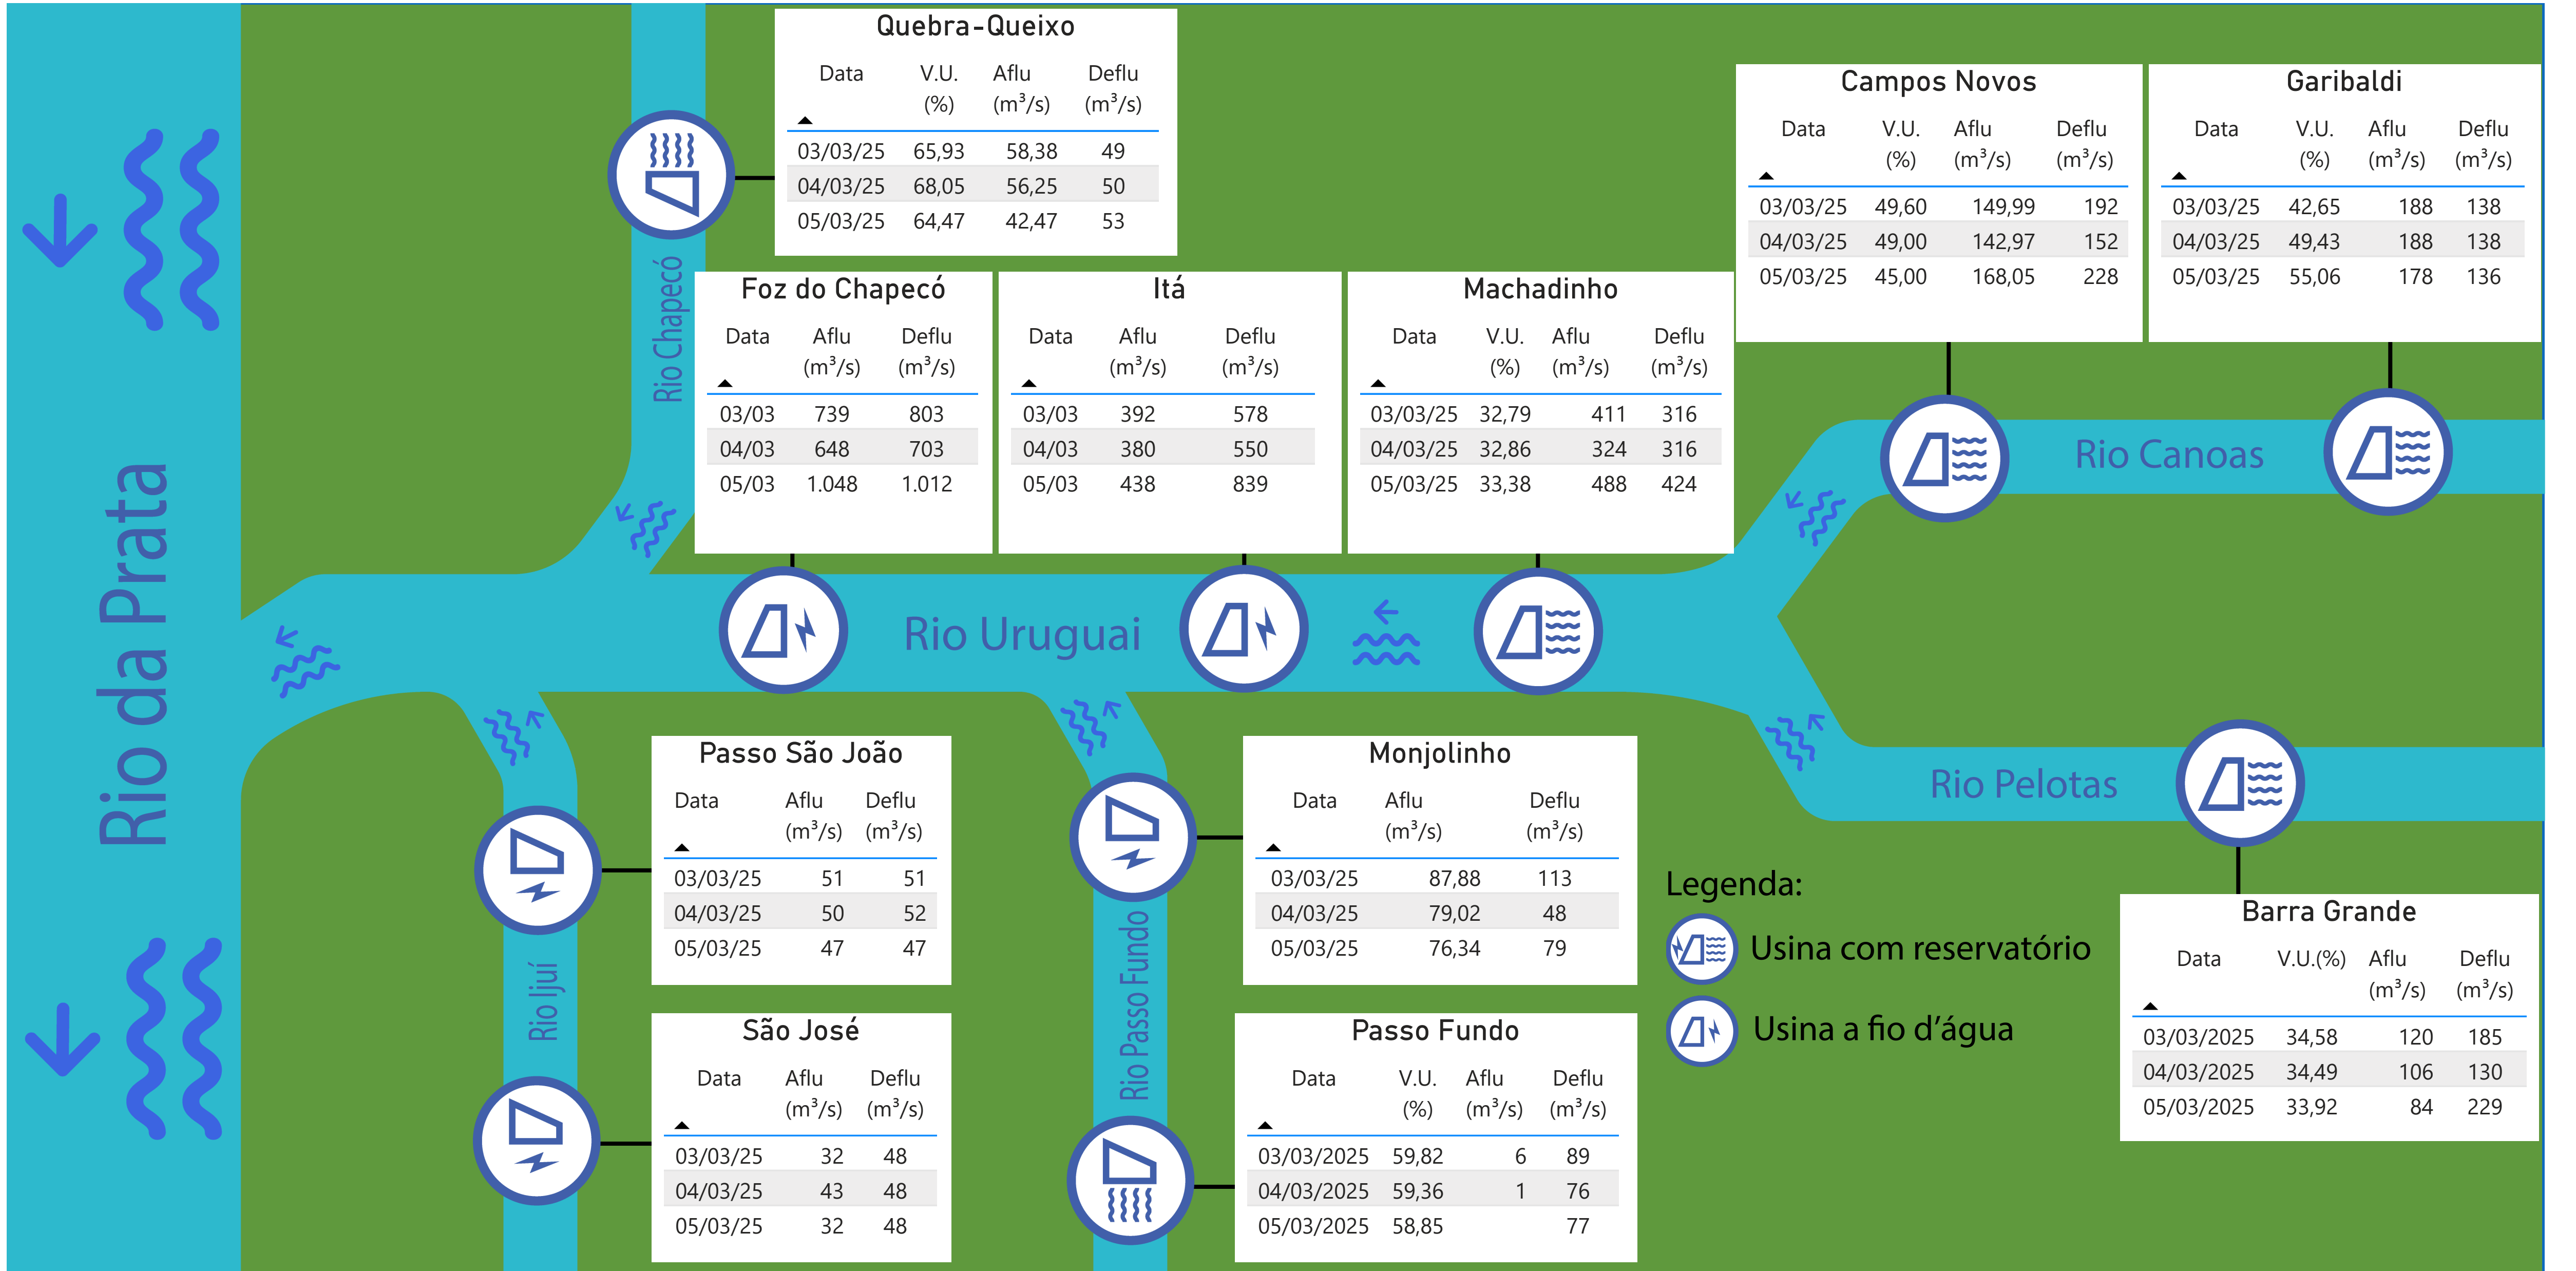 Quebra-Queixo
Data V.U. (%) Aflu (m³/s) Deflu (m³/s)
03/03/25 65,93 58,38 49
04/03/25 68,05 56,25 50
05/03/25 64,47 42,47 53
Campos Novos
Data V.U. (%) Aflu (m³/s) Deflu (m³/s)
03/03/25 49,60 149,99 192
04/03/25 49,00 142,97 152
05/03/25 45,00 168,05 228
Garibaldi
Data V.U. (%) Aflu (m³/s) Deflu (m³/s)
03/03/25 42,65 188 138
04/03/25 49,43 188 138
05/03/25 55,06 178 136
Rio Chapecó
Foz do Chapecó
Data Aflu (m³/s) Deflu (m³/s)
03/03 739 803
04/03 648 703
05/03 1.048 1.012
Itá
Data Aflu (m³/s) Deflu (m³/s)
03/03 392 578
04/03 380 550
05/03 438 839
Machadinho
Data V.U. (%) Aflu (m³/s) Deflu (m³/s)
03/03/25 32,79 411 316
04/03/25 32,86 324 316
05/03/25 33,38 488 424
Rio Canoas
Rio da Prata
Rio Uruguai
Rio Pelotas
Passo São João
Data Aflu (m³/s) Deflu (m³/s)
03/03/25 51 51
04/03/25 50 52
05/03/25 47 47
Monjolinho
Data Aflu (m³/s) Deflu (m³/s)
03/03/25 87,88 113
04/03/25 79,02 48
05/03/25 76,34 79
Legenda:
Usina com reservatório
Usina a fio d’água
Barra Grande
Data V.U.(%) Aflu (m³/s) Deflu (m³/s)
03/03/2025 34,58 120 185
04/03/2025 34,49 106 130
05/03/2025 33,92 84 229
Rio Ijuí
Rio Passo Fundo
São José
Data Aflu (m³/s) Deflu (m³/s)
03/03/25 32 48
04/03/25 43 48
05/03/25 32 48
Passo Fundo
Data V.U. (%) Aflu (m³/s) Deflu (m³/s)
03/03/2025 59,82 6 89
04/03/2025 59,36 1 76
05/03/2025 58,85 77